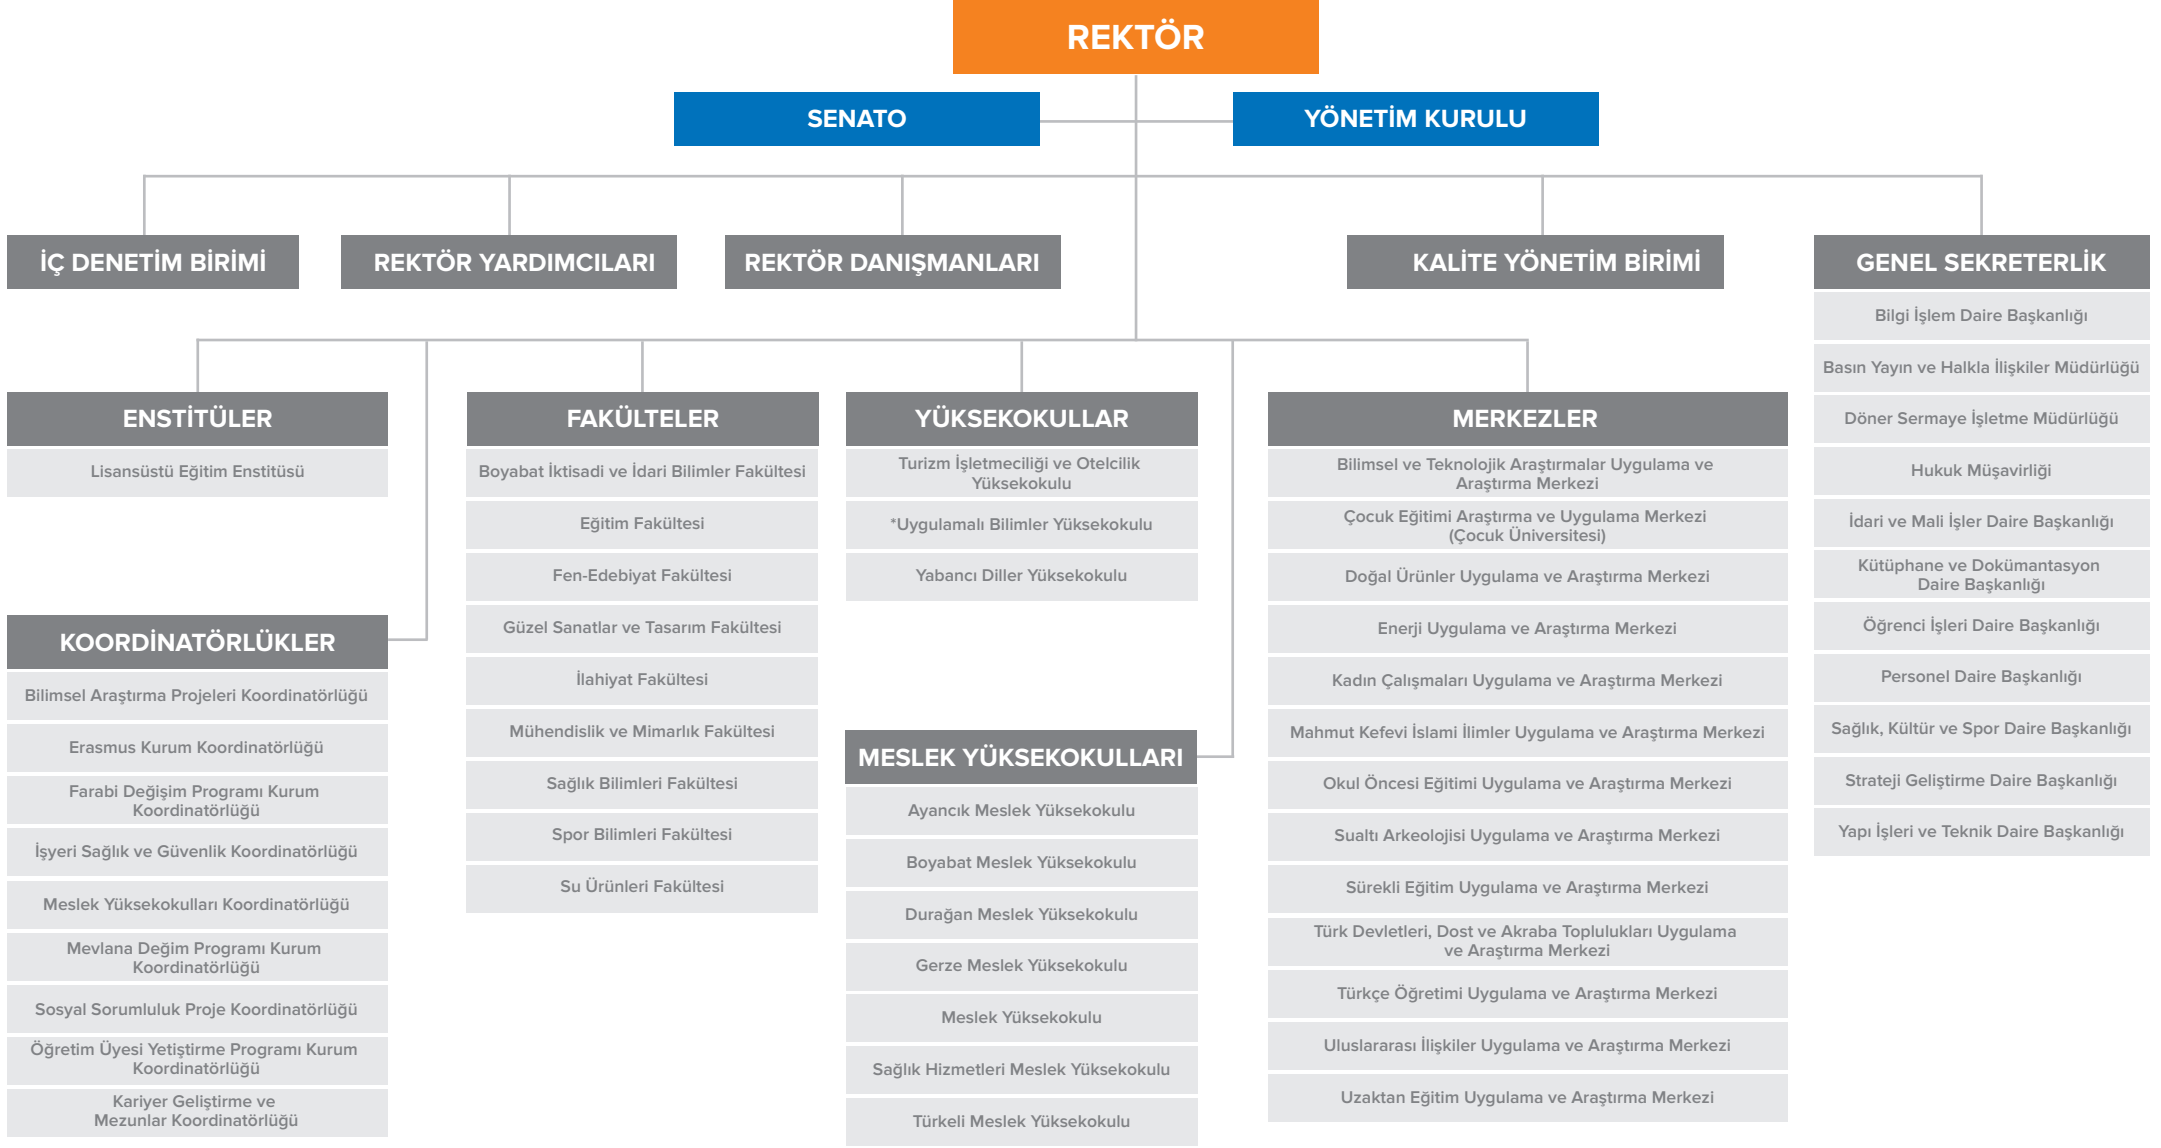 REKTÖR
SENATO
YÖNETİM KURULU
İÇ DENETİM BİRİMİ
REKTÖR YARDIMCILARI
REKTÖR DANIŞMANLARI
KALİTE YÖNETİM BİRİMİ
GENEL SEKRETERLİK
Bilgi İşlem Daire Başkanlığı
Basın Yayın ve Halkla İlişkiler Müdürlüğü
Döner Sermaye İşletme Müdürlüğü
Hukuk Müşavirliği
İdari ve Mali İşler Daire Başkanlığı
Kütüphane ve Dokümantasyon
Daire Başkanlığı
Öğrenci İşleri Daire Başkanlığı
Personel Daire Başkanlığı
Sağlık, Kültür ve Spor Daire Başkanlığı
Strateji Geliştirme Daire Başkanlığı
Yapı İşleri ve Teknik Daire Başkanlığı
ENSTİTÜLER
Lisansüstü Eğitim Enstitüsü
KOORDİNATÖRLÜKLER
Bilimsel Araştırma Projeleri Koordinatörlüğü
Erasmus Kurum Koordinatörlüğü
Farabi Değişim Programı Kurum
Koordinatörlüğü
İşyeri Sağlık ve Güvenlik Koordinatörlüğü
Meslek Yüksekokulları Koordinatörlüğü
Mevlana Değim Programı Kurum
Koordinatörlüğü
Sosyal Sorumluluk Proje Koordinatörlüğü
Öğretim Üyesi Yetiştirme Programı Kurum
Koordinatörlüğü
Kariyer Geliştirme ve
Mezunlar Koordinatörlüğü
FAKÜLTELER
Boyabat İktisadi ve İdari Bilimler Fakültesi
Eğitim Fakültesi
Fen-Edebiyat Fakültesi
Güzel Sanatlar ve Tasarım Fakültesi
İlahiyat Fakültesi
Mühendislik ve Mimarlık Fakültesi
Sağlık Bilimleri Fakültesi
Spor Bilimleri Fakültesi
Su Ürünleri Fakültesi
YÜKSEKOKULLAR
Turizm İşletmeciliği ve Otelcilik
Yüksekokulu
*Uygulamalı Bilimler Yüksekokulu
Yabancı Diller Yüksekokulu
MESLEK YÜKSEKOKULLARI
Ayancık Meslek Yüksekokulu
Boyabat Meslek Yüksekokulu
Durağan Meslek Yüksekokulu
Gerze Meslek Yüksekokulu
Meslek Yüksekokulu
Sağlık Hizmetleri Meslek Yüksekokulu
Türkeli Meslek Yüksekokulu
MERKEZLER
Bilimsel ve Teknolojik Araştırmalar Uygulama ve
Araştırma Merkezi
Çocuk Eğitimi Araştırma ve Uygulama Merkezi
(Çocuk Üniversitesi)
Doğal Ürünler Uygulama ve Araştırma Merkezi
Enerji Uygulama ve Araştırma Merkezi
Kadın Çalışmaları Uygulama ve Araştırma Merkezi
Mahmut Kefevi İslami İlimler Uygulama ve Araştırma Merkezi
Okul Öncesi Eğitimi Uygulama ve Araştırma Merkezi
Sualtı Arkeolojisi Uygulama ve Araştırma Merkezi
Sürekli Eğitim Uygulama ve Araştırma Merkezi
Türk Devletleri, Dost ve Akraba Toplulukları Uygulama
ve Araştırma Merkezi
Türkçe Öğretimi Uygulama ve Araştırma Merkezi
Uluslararası İlişkiler Uygulama ve Araştırma Merkezi
Uzaktan Eğitim Uygulama ve Araştırma Merkezi